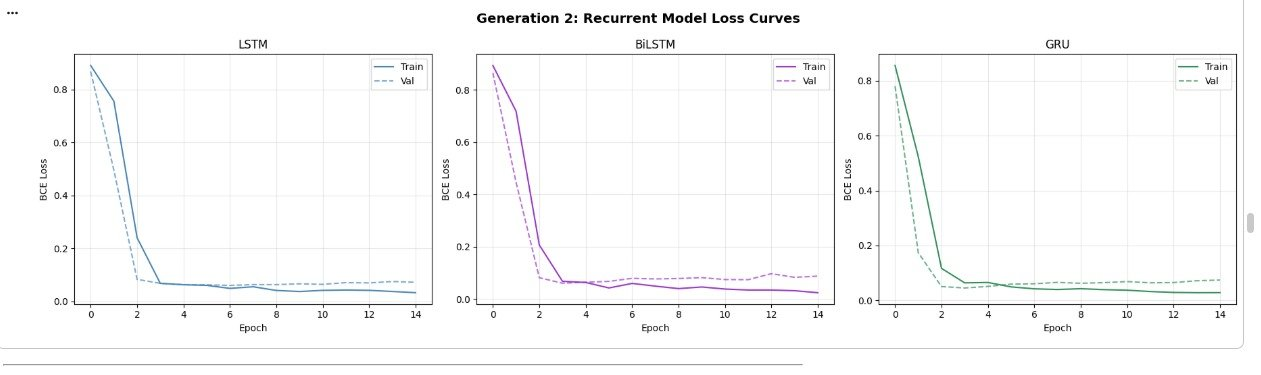 ...
Generation 2: Recurrent Model Loss Curves
LSTM
BCE Loss
0.8
0.6
0.4
0.2
0.0
Train
Val
0 2 4 6 8 10 12 14
Epoch
BiLSTM
BCE Loss
0.8
0.6
0.4
0.2
0.0
Train
Val
0 2 4 6 8 10 12 14
Epoch
GRU
BCE Loss
0.8
0.6
0.4
0.2
0.0
Train
Val
0 2 4 6 8 10 12 14
Epoch